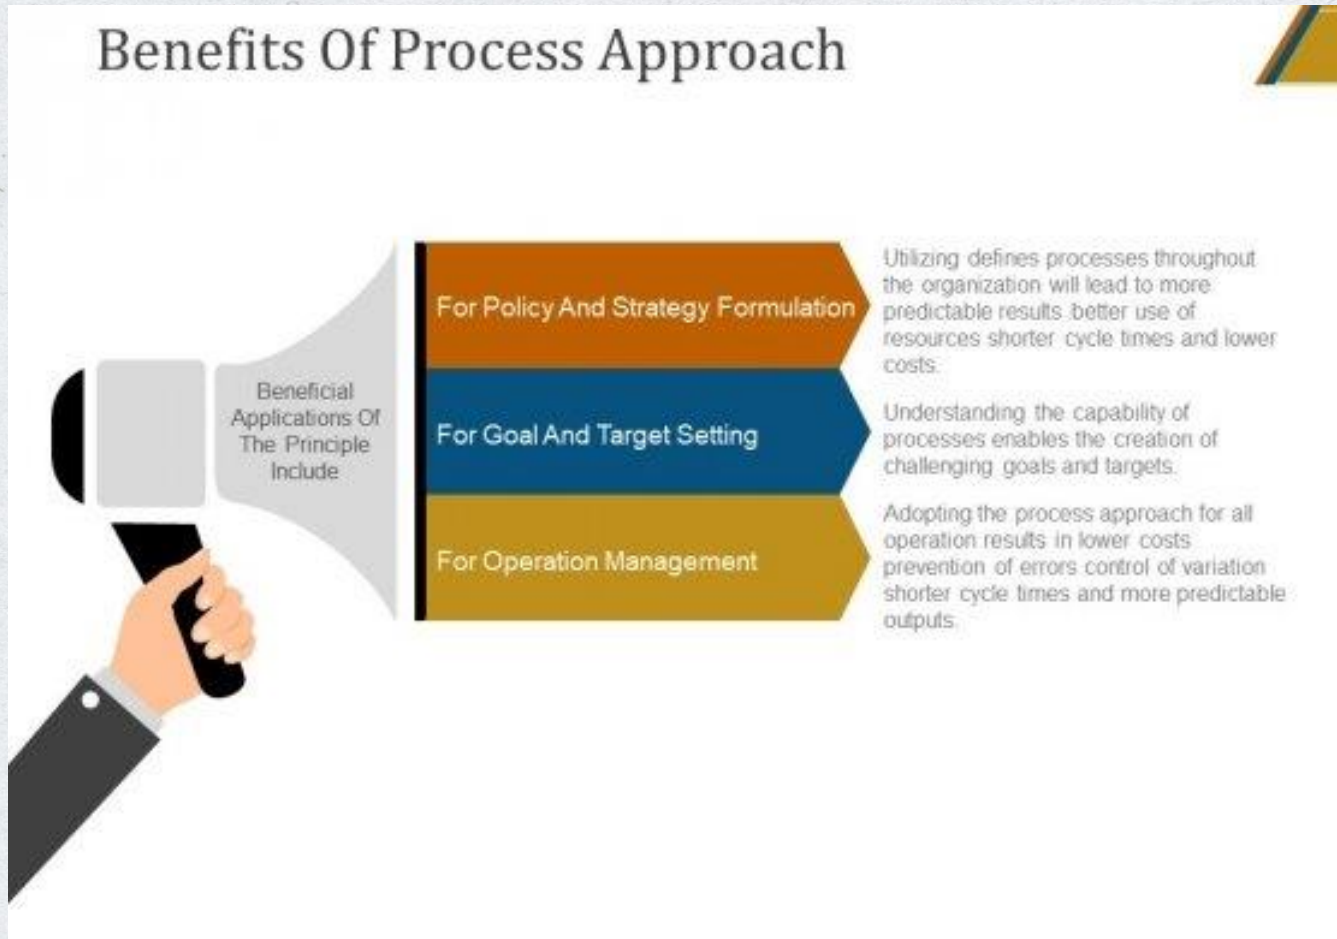 Benefits Of Process Approach
Beneficial
Applications Of
The Principle
Include
For Policy And Strategy Formulation
Utilizing defines processes throughout
the organization will lead to more
predictable results better use of
resources shorter cycle times and lower
costs.
For Goal And Target Setting
Understanding the capability of
processes enables the creation of
challenging goals and targets.
For Operation Management
Adopting the process approach for all
operation results in lower costs
prevention of errors control of variation
shorter cycle times and more predictable
outputs.